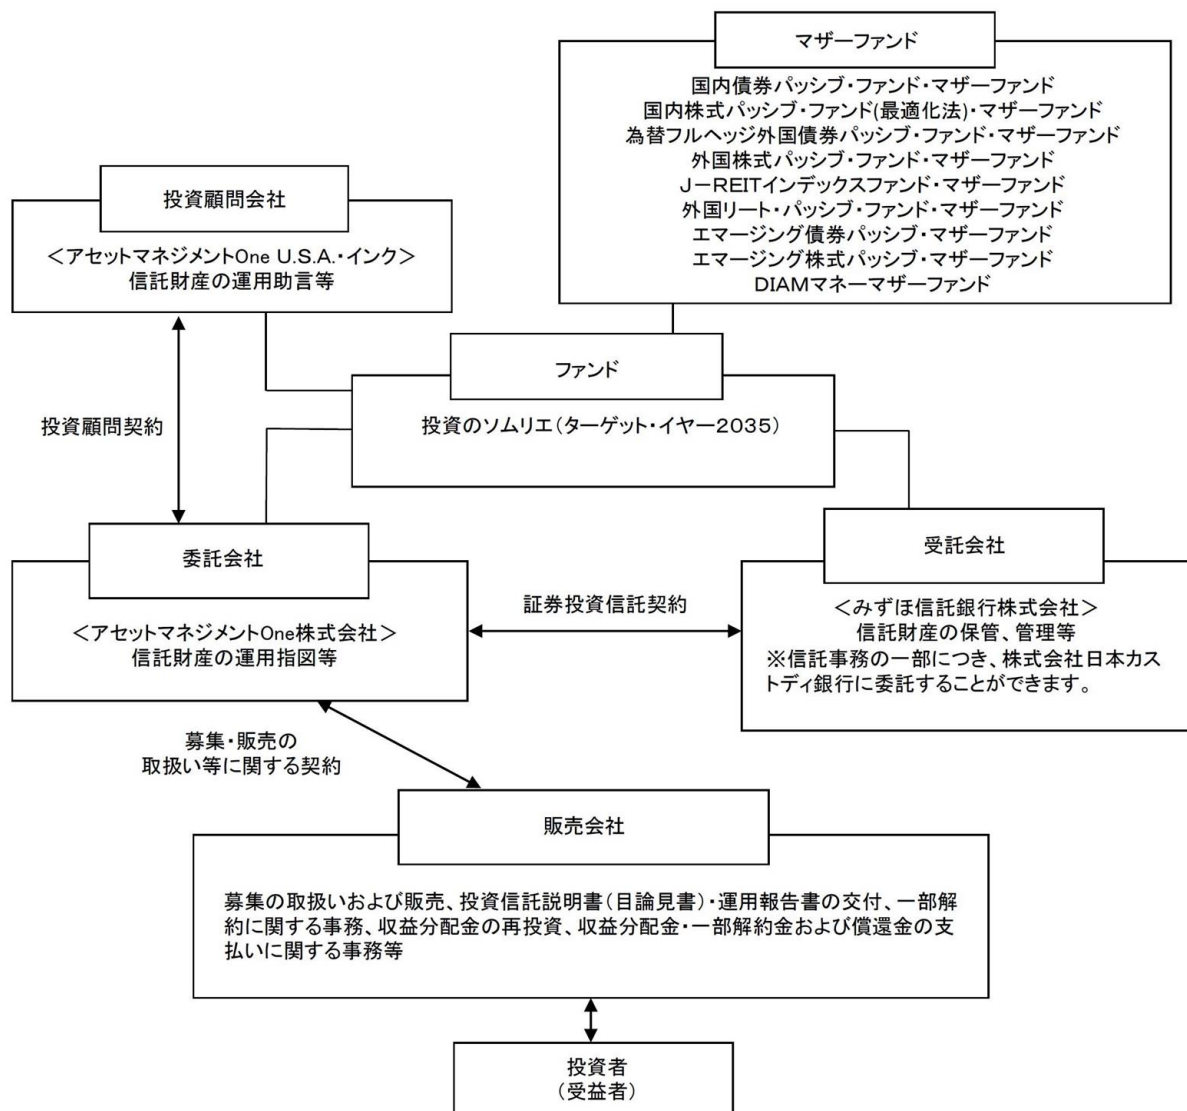 マザーファンド
国内債券パッシブ・ファンド・マザーファンド
国内株式パッシブ・ファンド(最適化法)・マザーファンド
為替フルヘッジ外国債券パッシブ・ファンド・マザーファンド
外国株式パッシブ・ファンド・マザーファンド
J-REITインデックスファンド・マザーファンド
外国リート・パッシブ・ファンド・マザーファンド
エマージング債券パッシブ・マザーファンド
エマージング株式パッシブ・マザーファンド
DIAMマネーマザーファンド
投資顧問会社
<アセットマネジメントOne U.S.A.・インク>
信託財産の運用助言等
ファンド
投資のソムリエ(ターゲット・イヤー2035)
投資顧問契約
委託会社
<アセットマネジメントOne株式会社>
信託財産の運用指図等
証券投資信託契約
受託会社
<みずほ信託銀行株式会社>
信託財産の保管、管理等
※信託事務の一部につき、株式会社日本カス
トディ銀行に委託することができます。
募集・販売の
取扱い等に関する契約
販売会社
募集の取扱いおよび販売、投資信託説明書(目論見書)・運用報告書の交付、一部解
約に関する事務、収益分配金の再投資、収益分配金・一部解約金および償還金の支
払いに関する事務等
投資者
(受益者)